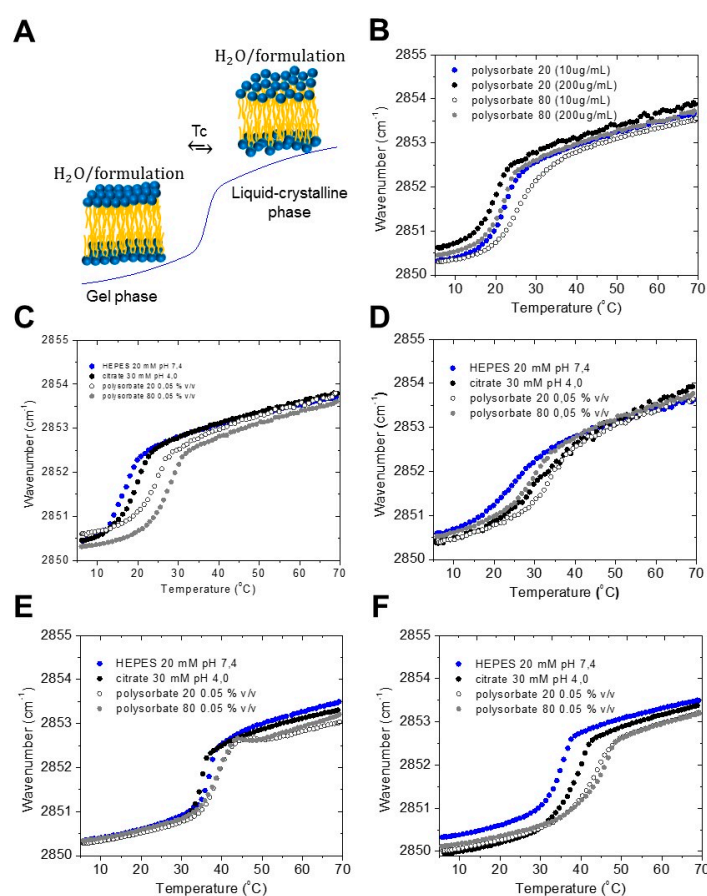 A
H₂O/formulation
Tc
H₂O/formulation
Liquid-crystalline
phase
Gel phase
B
2855
2854
2853
2852
2851
2850
Wavenumber (cm⁻¹)
polysorbate 20 (10ug/mL)
polysorbate 20 (200ug/mL)
polysorbate 80 (10ug/mL)
polysorbate 80 (200ug/mL)
10 20 30 40 50 60 70
Temperature (°C)
C
2855
2854
2853
2852
2851
2850
Wavenumber (cm⁻¹)
HEPES 20 mM pH 7,4
citrate 30 mM pH 4,0
polysorbate 20 0,05 % v/v
polysorbate 80 0,05 % v/v
10 20 30 40 50 60 70
Temperature (°C)
D
2855
2854
2853
2852
2851
2850
Wavenumber (cm⁻¹)
HEPES 20 mM pH 7,4
citrate 30 mM pH 4,0
polysorbate 20 0,05 % v/v
polysorbate 80 0,05 % v/v
10 20 30 40 50 60 70
Temperature (°C)
E
2855
2854
2853
2852
2851
2850
Wavenumber (cm⁻¹)
HEPES 20 mM pH 7,4
citrate 30 mM pH 4,0
polysorbate 20 0.05 % v/v
polysorbate 80 0.05 % v/v
10 20 30 40 50 60 70
Temperature (°C)
F
2855
2854
2853
2852
2851
2850
Wavenumber (cm⁻¹)
HEPES 20 mM pH 7,4
citrate 30 mM pH 4,0
polysorbate 20 0.05 % v/v
polysorbate 80 0.05 % v/v
10 20 30 40 50 60 70
Temperature (°C)